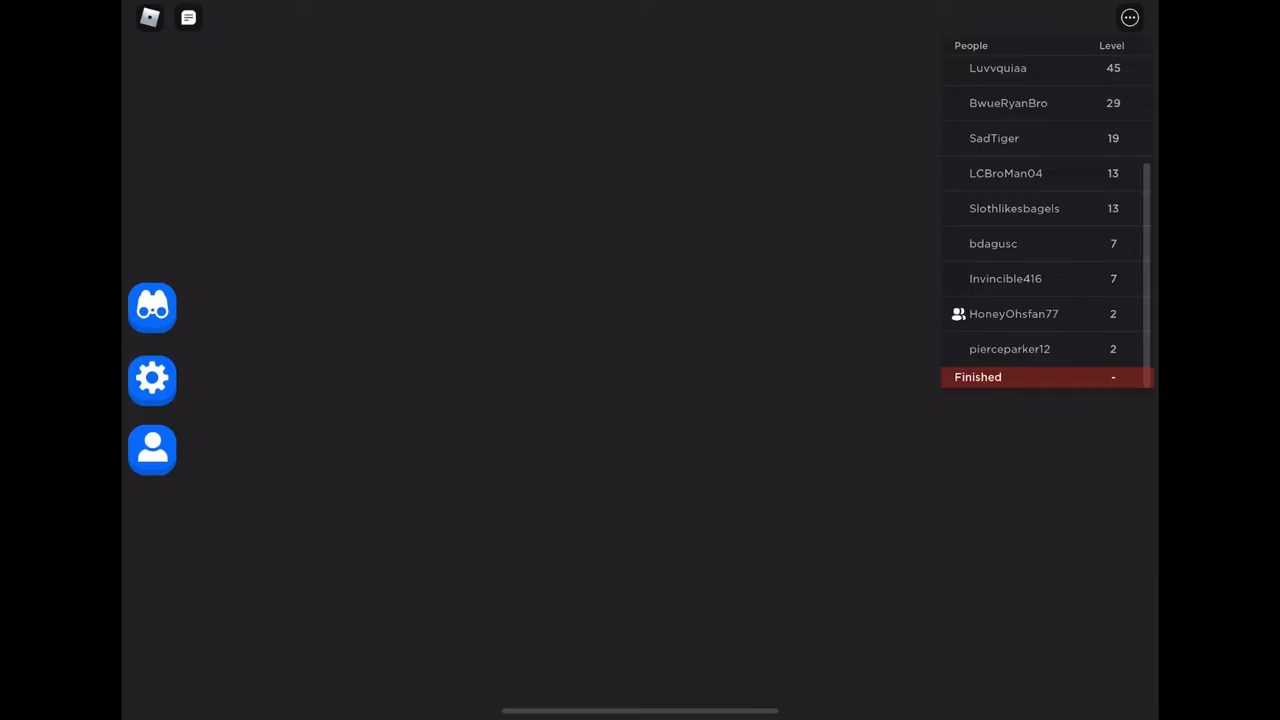 People Level
Luvvquiaa 45
BwueRyanBro 29
SadTiger 19
LCBroMan04 13
Slothlikesbagels 13
bdagusc 7
Invincible416 7
HoneyOhsfan77 2
pierceparker12 2
Finished -